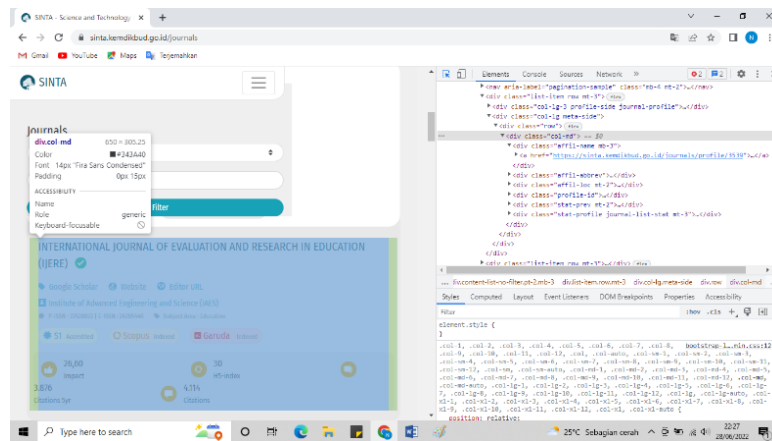 SINTA - Science and Technology
sinta.kemdikbud.go.id/journals
Gmail
YouTube
Maps
Terjemahkan
SINTA
Journals
div.col-md 650 × 305.25
Color #343A40
Font 14px "Fira Sans Condensed"
Padding 0px 15px
ACCESSIBILITY
Name
Role generic
Keyboard-focusable
Filter
INTERNATIONAL JOURNAL OF EVALUATION AND RESEARCH IN EDUCATION
(IJERE)
Google Scholar Website Editor URL
Institute of Advanced Engineering and Science (IAES)
S1 Accredited Scopus Indexed Garuda Indexed
Impact
H5-index
3.876
Citations 5yr
4.114
Citations
Elements Console Sources Network »
2 2
<nav aria-label="pagination-sample" class="mb-4 mt-2">…</nav>
<div class="list-item row mt-3"> flex
<div class="col-lg-3 profile-side journal-profile">…</div>
<div class="col-lg meta-side">
<div class="row"> flex
<div class="col-md"> == $0
<div class="affil-name mb-3">
<a href="https://sinta.kemdikbud.go.id/journals/profile/3539">…</a>
</div>
<div class="affil-abbrev">…</div>
<div class="affil-loc mt-2">…</div>
<div class="profile-id">…</div>
<div class="stat-prev mt-2">…</div>
<div class="stat-profile journal-list-stat mt-3">…</div>
</div>
</div>
</div>
</div>
<div class="list-item row mt-3">…</div> flex
... div.content-list-no-filter.pt-2.mb-3 div.list-item.row.mt-3 div.col-lg.meta-side div.row div.col-md
Styles Computed Layout Event Listeners DOM Breakpoints Properties Accessibility
Filter :hov .cls +
element.style {
}
position: relative;
Type here to search
25°C Sebagian cerah
22:27
28/06/2022